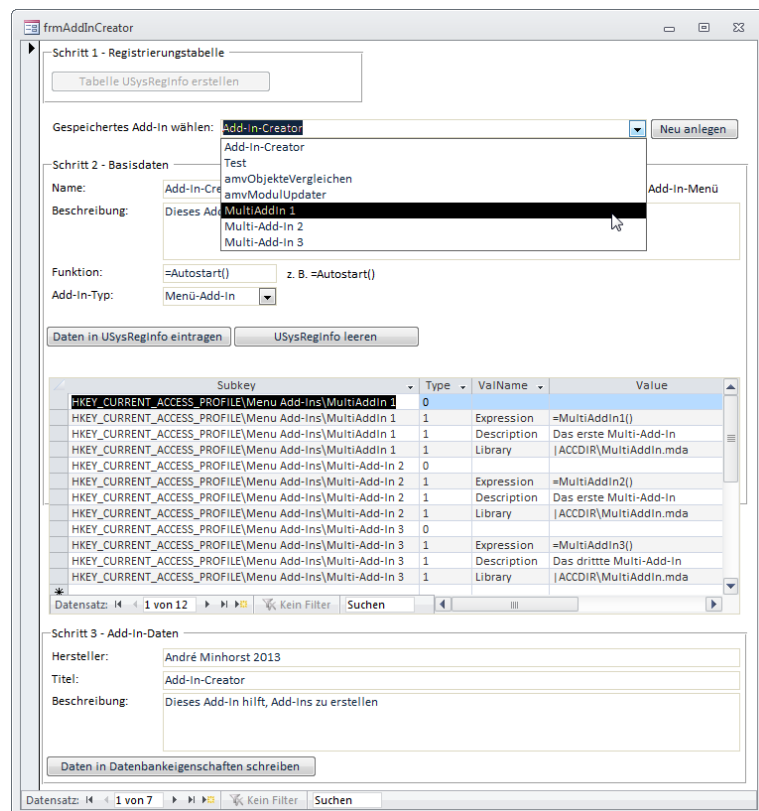 frmAddInCreator
Schritt 1 - Registrierungstabelle
Tabelle USysRegInfo erstellen
Gespeichertes Add-In wählen: Add-In-Creator Neu anlegen
Add-In-Creator
Test
amvObjekteVergleichen
amvModulUpdater
MultiAddIn 1
Multi-Add-In 2
Multi-Add-In 3
Schritt 2 - Basisdaten
Name: Add-In-Cre Add-In-Menü
Beschreibung: Dieses Add
Funktion: =Autostart() z. B. =Autostart()
Add-In-Typ: Menü-Add-In
Daten in USysRegInfo eintragen USysRegInfo leeren
Subkey Type ValName Value
HKEY_CURRENT_ACCESS_PROFILE\Menu Add-Ins\MultiAddIn 1 0
HKEY_CURRENT_ACCESS_PROFILE\Menu Add-Ins\MultiAddIn 1 1 Expression =MultiAddIn1()
HKEY_CURRENT_ACCESS_PROFILE\Menu Add-Ins\MultiAddIn 1 1 Description Das erste Multi-Add-In
HKEY_CURRENT_ACCESS_PROFILE\Menu Add-Ins\MultiAddIn 1 1 Library |ACCDIR\MultiAddIn.mda
HKEY_CURRENT_ACCESS_PROFILE\Menu Add-Ins\Multi-Add-In 2 0
HKEY_CURRENT_ACCESS_PROFILE\Menu Add-Ins\Multi-Add-In 2 1 Expression =MultiAddIn2()
HKEY_CURRENT_ACCESS_PROFILE\Menu Add-Ins\Multi-Add-In 2 1 Description Das erste Multi-Add-In
HKEY_CURRENT_ACCESS_PROFILE\Menu Add-Ins\Multi-Add-In 2 1 Library |ACCDIR\MultiAddIn.mda
HKEY_CURRENT_ACCESS_PROFILE\Menu Add-Ins\Multi-Add-In 3 0
HKEY_CURRENT_ACCESS_PROFILE\Menu Add-Ins\Multi-Add-In 3 1 Expression =MultiAddIn3()
HKEY_CURRENT_ACCESS_PROFILE\Menu Add-Ins\Multi-Add-In 3 1 Description Das drittte Multi-Add-In
HKEY_CURRENT_ACCESS_PROFILE\Menu Add-Ins\Multi-Add-In 3 1 Library |ACCDIR\MultiAddIn.mda
Datensatz: 1 von 12 Kein Filter Suchen
Schritt 3 - Add-In-Daten
Hersteller: André Minhorst 2013
Titel: Add-In-Creator
Beschreibung: Dieses Add-In hilft, Add-Ins zu erstellen
Daten in Datenbankeigenschaften schreiben
Datensatz: 1 von 7 Kein Filter Suchen